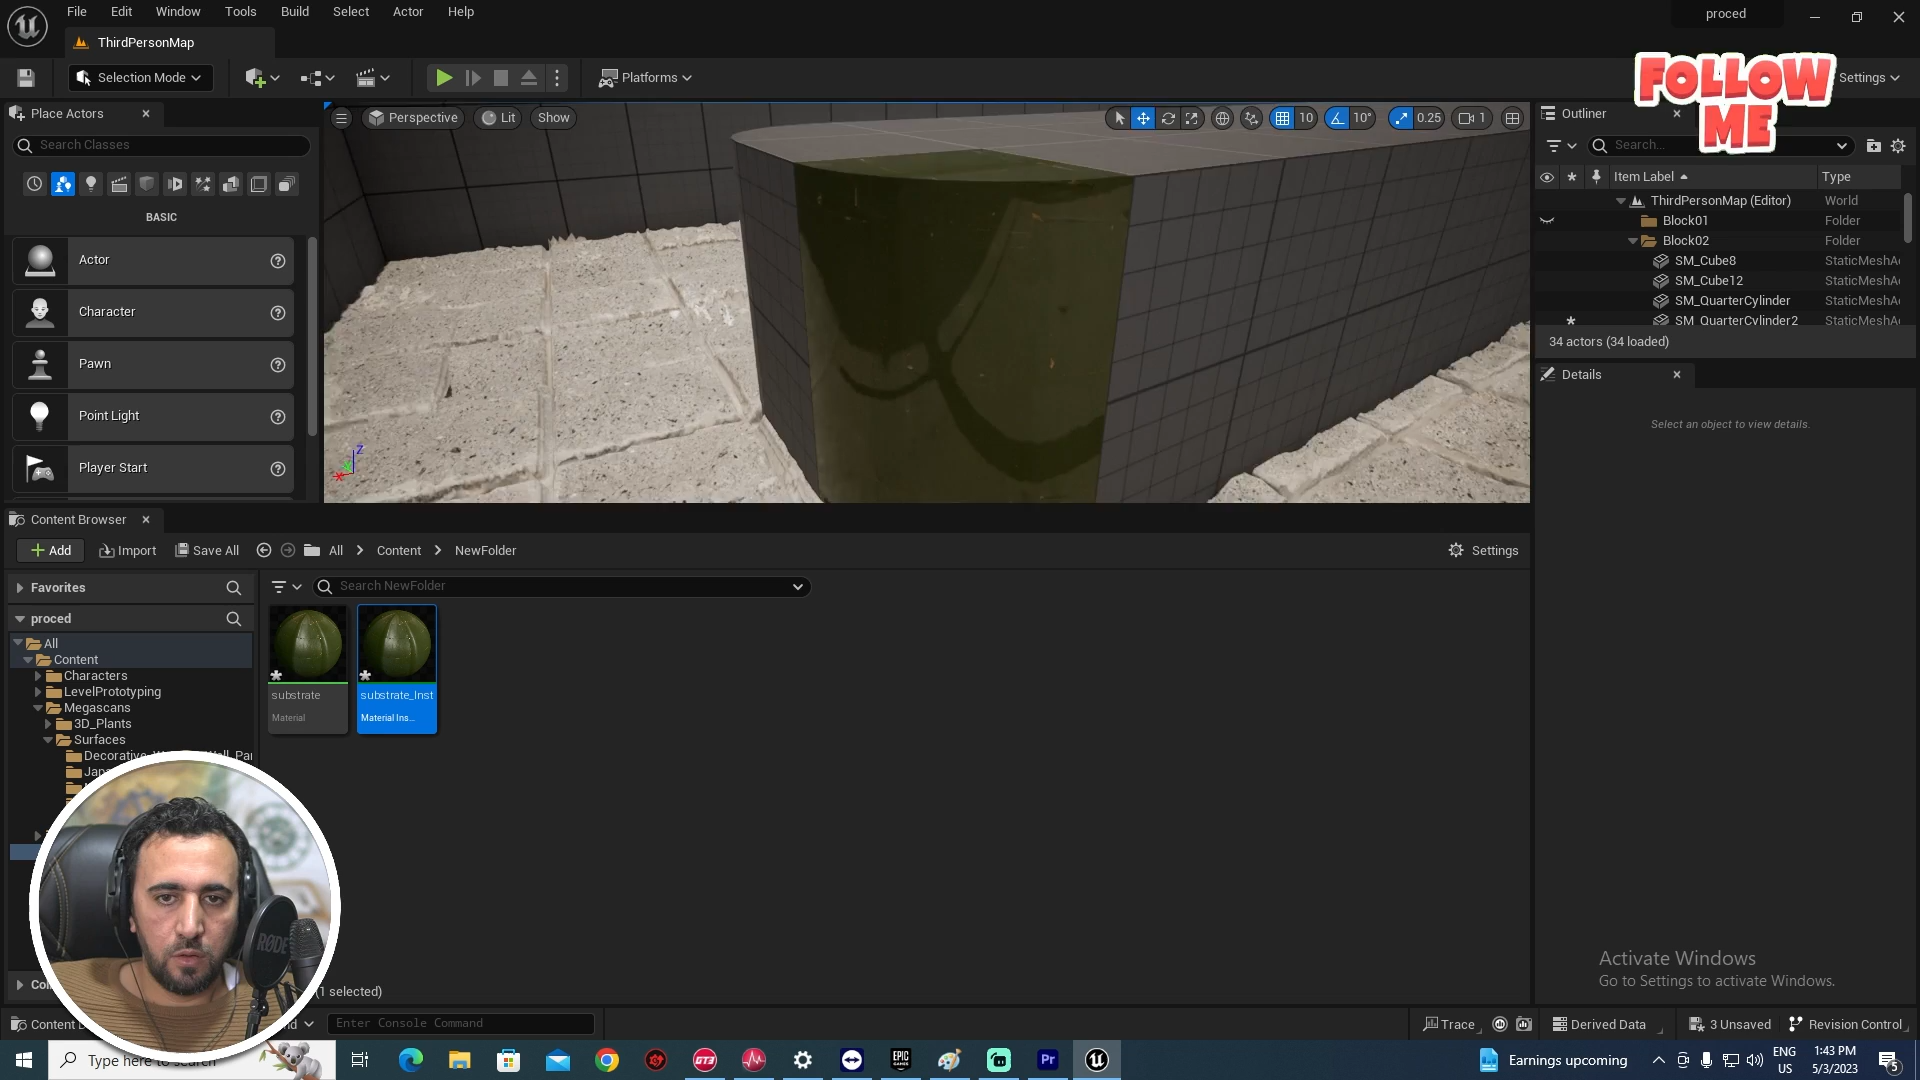 File Edit Window Tools Build Select Actor Help
proced
ThirdPersonMap
Selection Mode
Platforms
Settings
FOLLOW
ME
Place Actors
Search Classes
BASIC
Actor
Character
Pawn
Point Light
Player Start
Perspective Lit Show
10 10° 0.25 1
Z
Outliner
Search...
Item Label Type
ThirdPersonMap (Editor) World
Block01 Folder
Block02 Folder
SM_Cube8 StaticMeshA
SM_Cube12 StaticMeshA
SM_QuarterCylinder StaticMeshA
SM_QuarterCylinder2 StaticMeshA
34 actors (34 loaded)
Details
Select an object to view details.
Content Browser
Add Import Save All All Content NewFolder Settings
Favorites
Search NewFolder
proced
All
Content
Characters
LevelPrototyping
Megascans
3D_Plants
Surfaces
Decorative
substrate
Material
substrate_Inst
Material Ins...
RØDE
(1 selected)
Activate Windows
Go to Settings to activate Windows.
Enter Console Command
Trace Derived Data 3 Unsaved Revision Control
Type here to search
GT3
EPIC
GAMES
Pr
Earnings upcoming
ENG
US
1:43 PM
5/3/2023
5